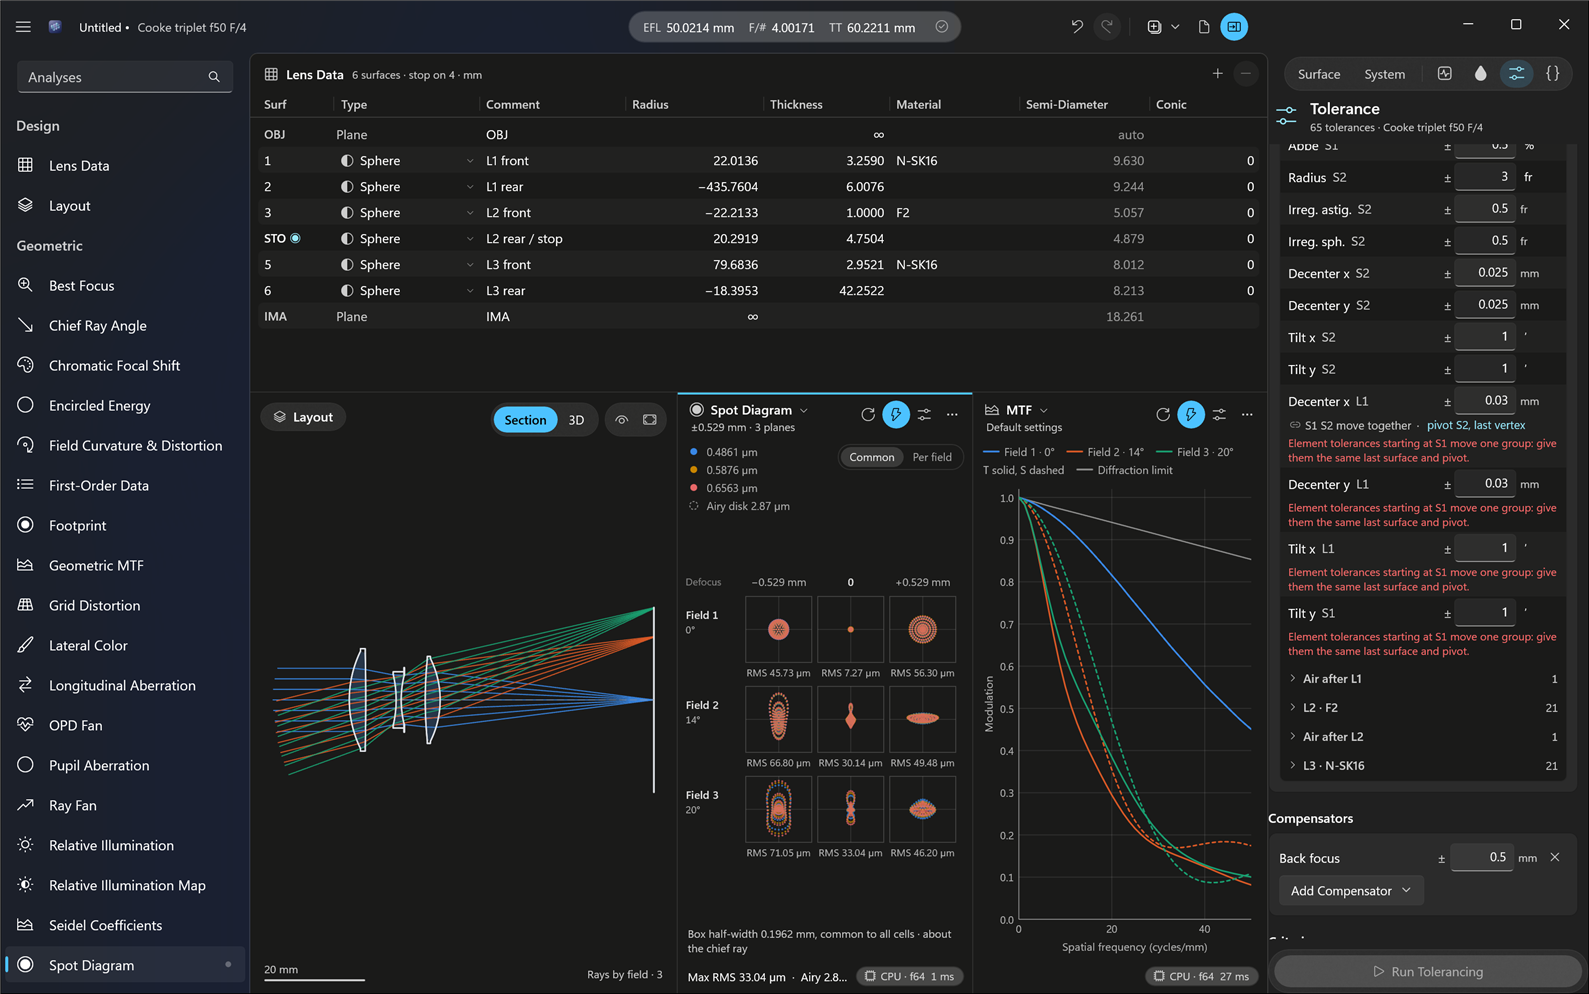 Untitled • Cooke triplet f50 F/4
EFL 50.0214 mm F/# 4.00171 TT 60.2211 mm
Analyses
Design
Lens Data
Layout
Geometric
Best Focus
Chief Ray Angle
Chromatic Focal Shift
Encircled Energy
Field Curvature & Distortion
First-Order Data
Footprint
Geometric MTF
Grid Distortion
Lateral Color
Longitudinal Aberration
OPD Fan
Pupil Aberration
Ray Fan
Relative Illumination
Relative Illumination Map
Seidel Coefficients
Spot Diagram
Lens Data 6 surfaces · stop on 4 · mm
Surf Type Comment Radius Thickness Material Semi-Diameter Conic
OBJ Plane OBJ ∞ auto
1 Sphere L1 front 22.0136 3.2590 N-SK16 9.630 0
2 Sphere L1 rear −435.7604 6.0076 9.244 0
3 Sphere L2 front −22.2133 1.0000 F2 5.057 0
STO Sphere L2 rear / stop 20.2919 4.7504 4.879 0
5 Sphere L3 front 79.6836 2.9521 N-SK16 8.012 0
6 Sphere L3 rear −18.3953 42.2522 8.213 0
IMA Plane IMA ∞ 18.261
Layout
Section 3D
20 mm
Rays by field · 3
Spot Diagram
±0.529 mm · 3 planes
0.4861 µm
0.5876 µm
0.6563 µm
Airy disk 2.87 µm
Common Per field
Defocus −0.529 mm 0 +0.529 mm
Field 1
0°
RMS 45.73 µm RMS 7.27 µm RMS 56.30 µm
Field 2
14°
RMS 66.80 µm RMS 30.14 µm RMS 49.48 µm
Field 3
20°
RMS 71.05 µm RMS 33.04 µm RMS 46.20 µm
Box half-width 0.1962 mm, common to all cells · about
the chief ray
Max RMS 33.04 µm · Airy 2.8... CPU · f64 1 ms
MTF
Default settings
Field 1 · 0° Field 2 · 14° Field 3 · 20°
T solid, S dashed Diffraction limit
1.0
0.9
0.8
0.7
0.6
0.5
0.4
0.3
0.2
0.1
0.0
Modulation
0 20 40
Spatial frequency (cycles/mm)
CPU · f64 27 ms
Surface System {}
Tolerance
65 tolerances · Cooke triplet f50 F/4
Abbe S1 ± 0.5 %
Radius S2 ± 3 fr
Irreg. astig. S2 ± 0.5 fr
Irreg. sph. S2 ± 0.5 fr
Decenter x S2 ± 0.025 mm
Decenter y S2 ± 0.025 mm
Tilt x S2 ± 1 ′
Tilt y S2 ± 1 ′
Decenter x L1 ± 0.03 mm
S1 S2 move together · pivot S2, last vertex
Element tolerances starting at S1 move one group: give
them the same last surface and pivot.
Decenter y L1 ± 0.03 mm
Element tolerances starting at S1 move one group: give
them the same last surface and pivot.
Tilt x L1 ± 1 ′
Element tolerances starting at S1 move one group: give
them the same last surface and pivot.
Tilt y S1 ± 1 ′
Element tolerances starting at S1 move one group: give
them the same last surface and pivot.
Air after L1 1
L2 · F2 21
Air after L2 1
L3 · N-SK16 21
Compensators
Back focus ± 0.5 mm
Add Compensator
Run Tolerancing